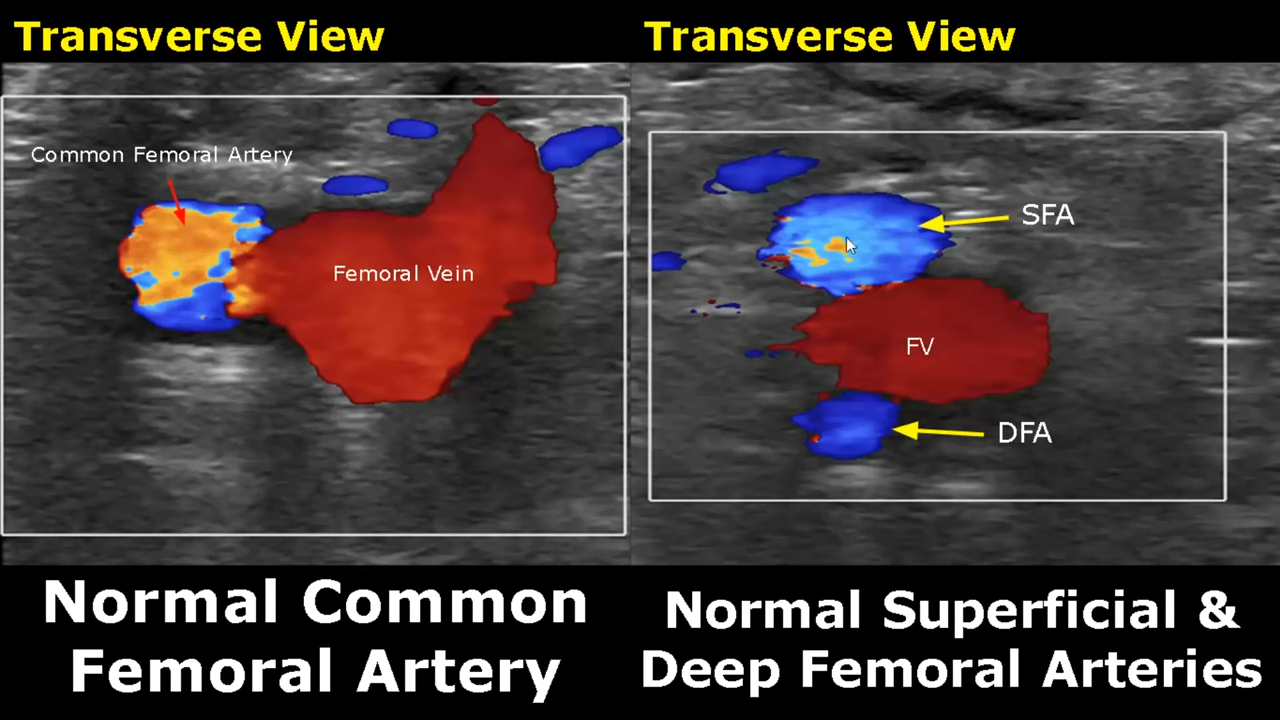 Transverse View
Common Femoral Artery
Femoral Vein
Normal Common
Femoral Artery
Transverse View
SFA
FV
DFA
Normal Superficial &
Deep Femoral Arteries